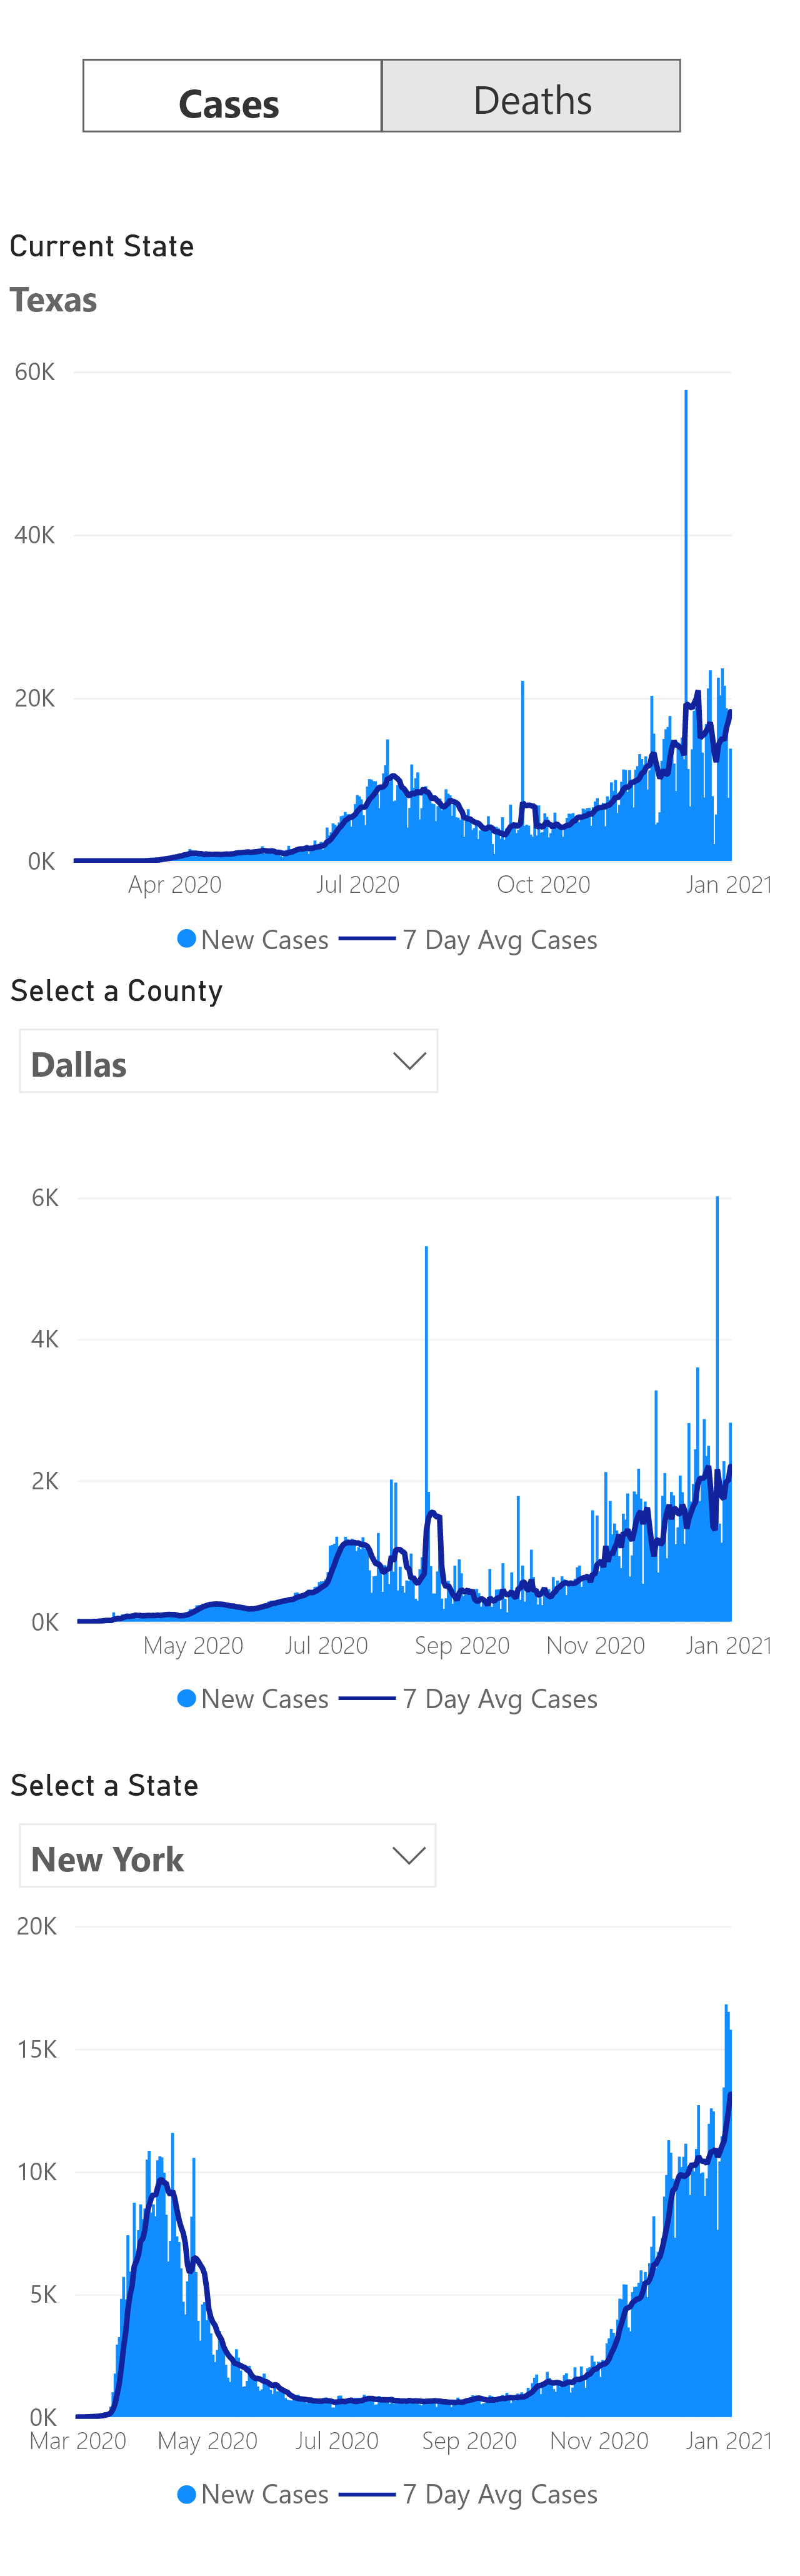 Cases Deaths
Current State
Texas
60K
40K
20K
0K
Apr 2020 Jul 2020 Oct 2020 Jan 2021
New Cases 7 Day Avg Cases
Select a County
Dallas
6K
4K
2K
0K
May 2020 Jul 2020 Sep 2020 Nov 2020 Jan 2021
New Cases 7 Day Avg Cases
Select a State
New York
20K
15K
10K
5K
0K
Mar 2020 May 2020 Jul 2020 Sep 2020 Nov 2020 Jan 2021
New Cases 7 Day Avg Cases